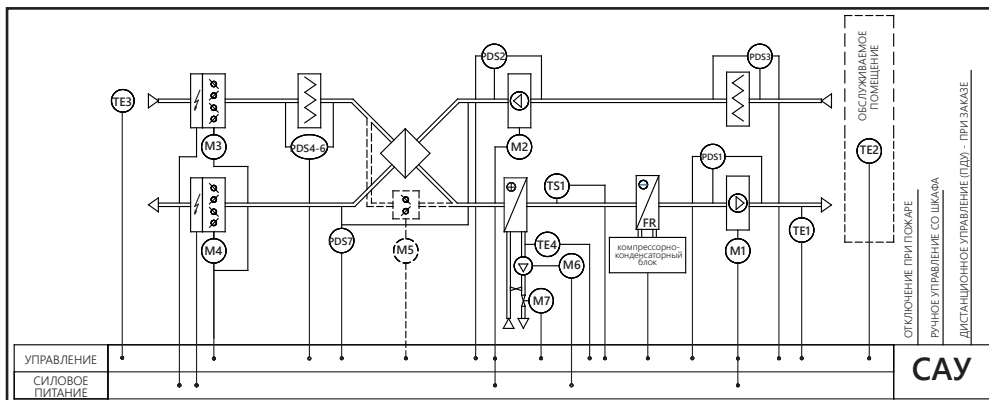 PDS2
PDS3
ОБСЛУЖИВАЕМОЕ
ПОМЕЩЕНИЕ
TE3
M3
PDS4-6
M2
PDS1
TE2
TS1
FR
M4
PDS7
M5
TE4
M6
M7
компрессорно-
конденсаторный
блок
M1
TE1
ОТКЛЮЧЕНИЕ ПРИ ПОЖАРЕ
РУЧНОЕ УПРАВЛЕНИЕ СО ШКАФА
ДИСТАНЦИОННОЕ УПРАВЛЕНИЕ (ПДУ) - ПРИ ЗАКАЗЕ
УПРАВЛЕНИЕ
СИЛОВОЕ
ПИТАНИЕ
САУ